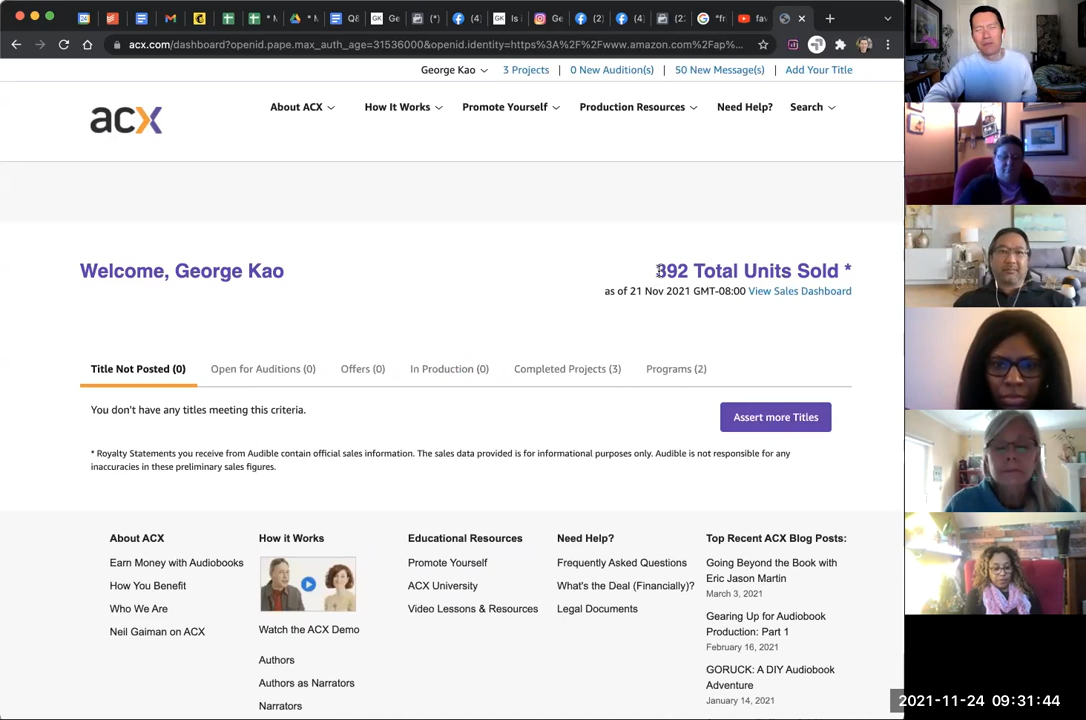 Q&
Ge
(*)
(4)
Is i
Ge
(2)
(4)
(2:
"fr
fav
acx.com/dashboard?openid.pape.max_auth_age=31536000&openid.identity=https%3A%2F%2Fwww.amazon.com%2Fap%...
George Kao
3 Projects
0 New Audition(s)
50 New Message(s)
Add Your Title
acx
About ACX
How It Works
Promote Yourself
Production Resources
Need Help?
Search
Welcome, George Kao
392 Total Units Sold *
as of 21 Nov 2021 GMT-08:00 View Sales Dashboard
Title Not Posted (0)
Open for Auditions (0)
Offers (0)
In Production (0)
Completed Projects (3)
Programs (2)
You don't have any titles meeting this criteria.
Assert more Titles
* Royalty Statements you receive from Audible contain official sales information. The sales data provided is for informational purposes only. Audible is not responsible for any
inaccuracies in these preliminary sales figures.
About ACX
Earn Money with Audiobooks
How You Benefit
Who We Are
Neil Gaiman on ACX
How it Works
Watch the ACX Demo
Authors
Authors as Narrators
Narrators
Educational Resources
Promote Yourself
ACX University
Video Lessons & Resources
Need Help?
Frequently Asked Questions
What's the Deal (Financially)?
Legal Documents
Top Recent ACX Blog Posts:
Going Beyond the Book with
Eric Jason Martin
March 3, 2021
Gearing Up for Audiobook
Production: Part 1
February 16, 2021
GORUCK: A DIY Audiobook
Adventure
January 14, 2021
2021-11-24 09:31:44